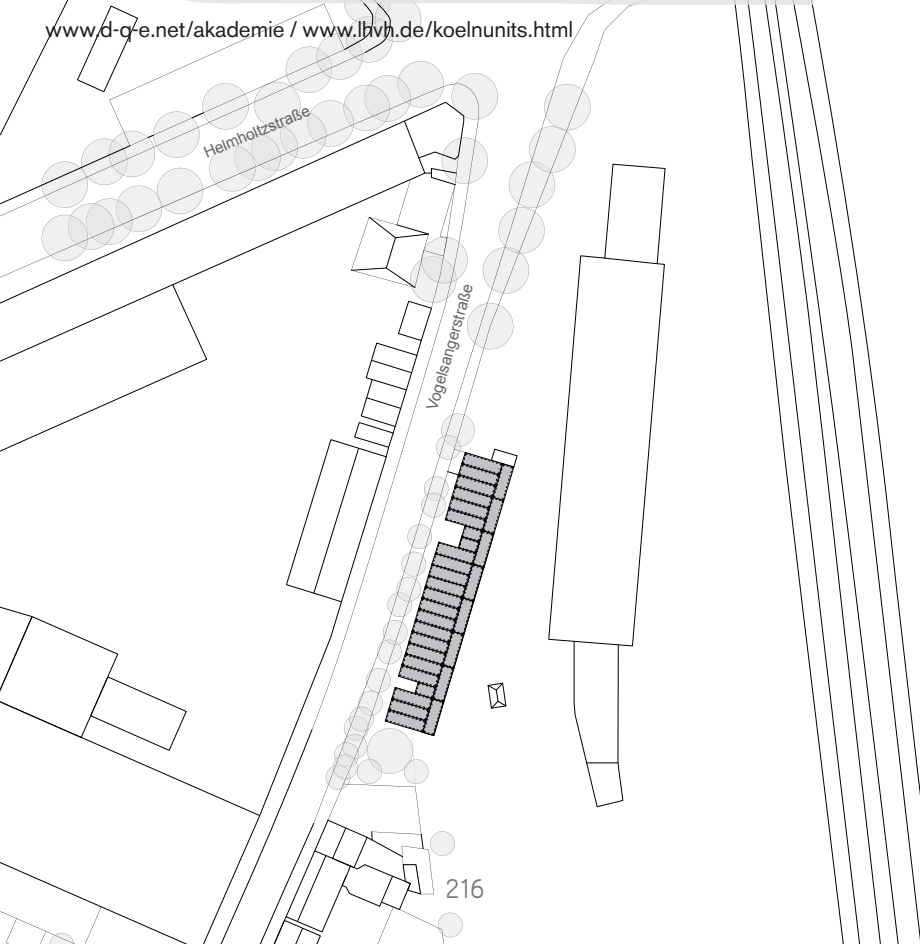 www.d-q-e.net/akademie / www.lhvh.de/koelnunits.html
Helmholtzstraße
Vogelsangerstraße
216